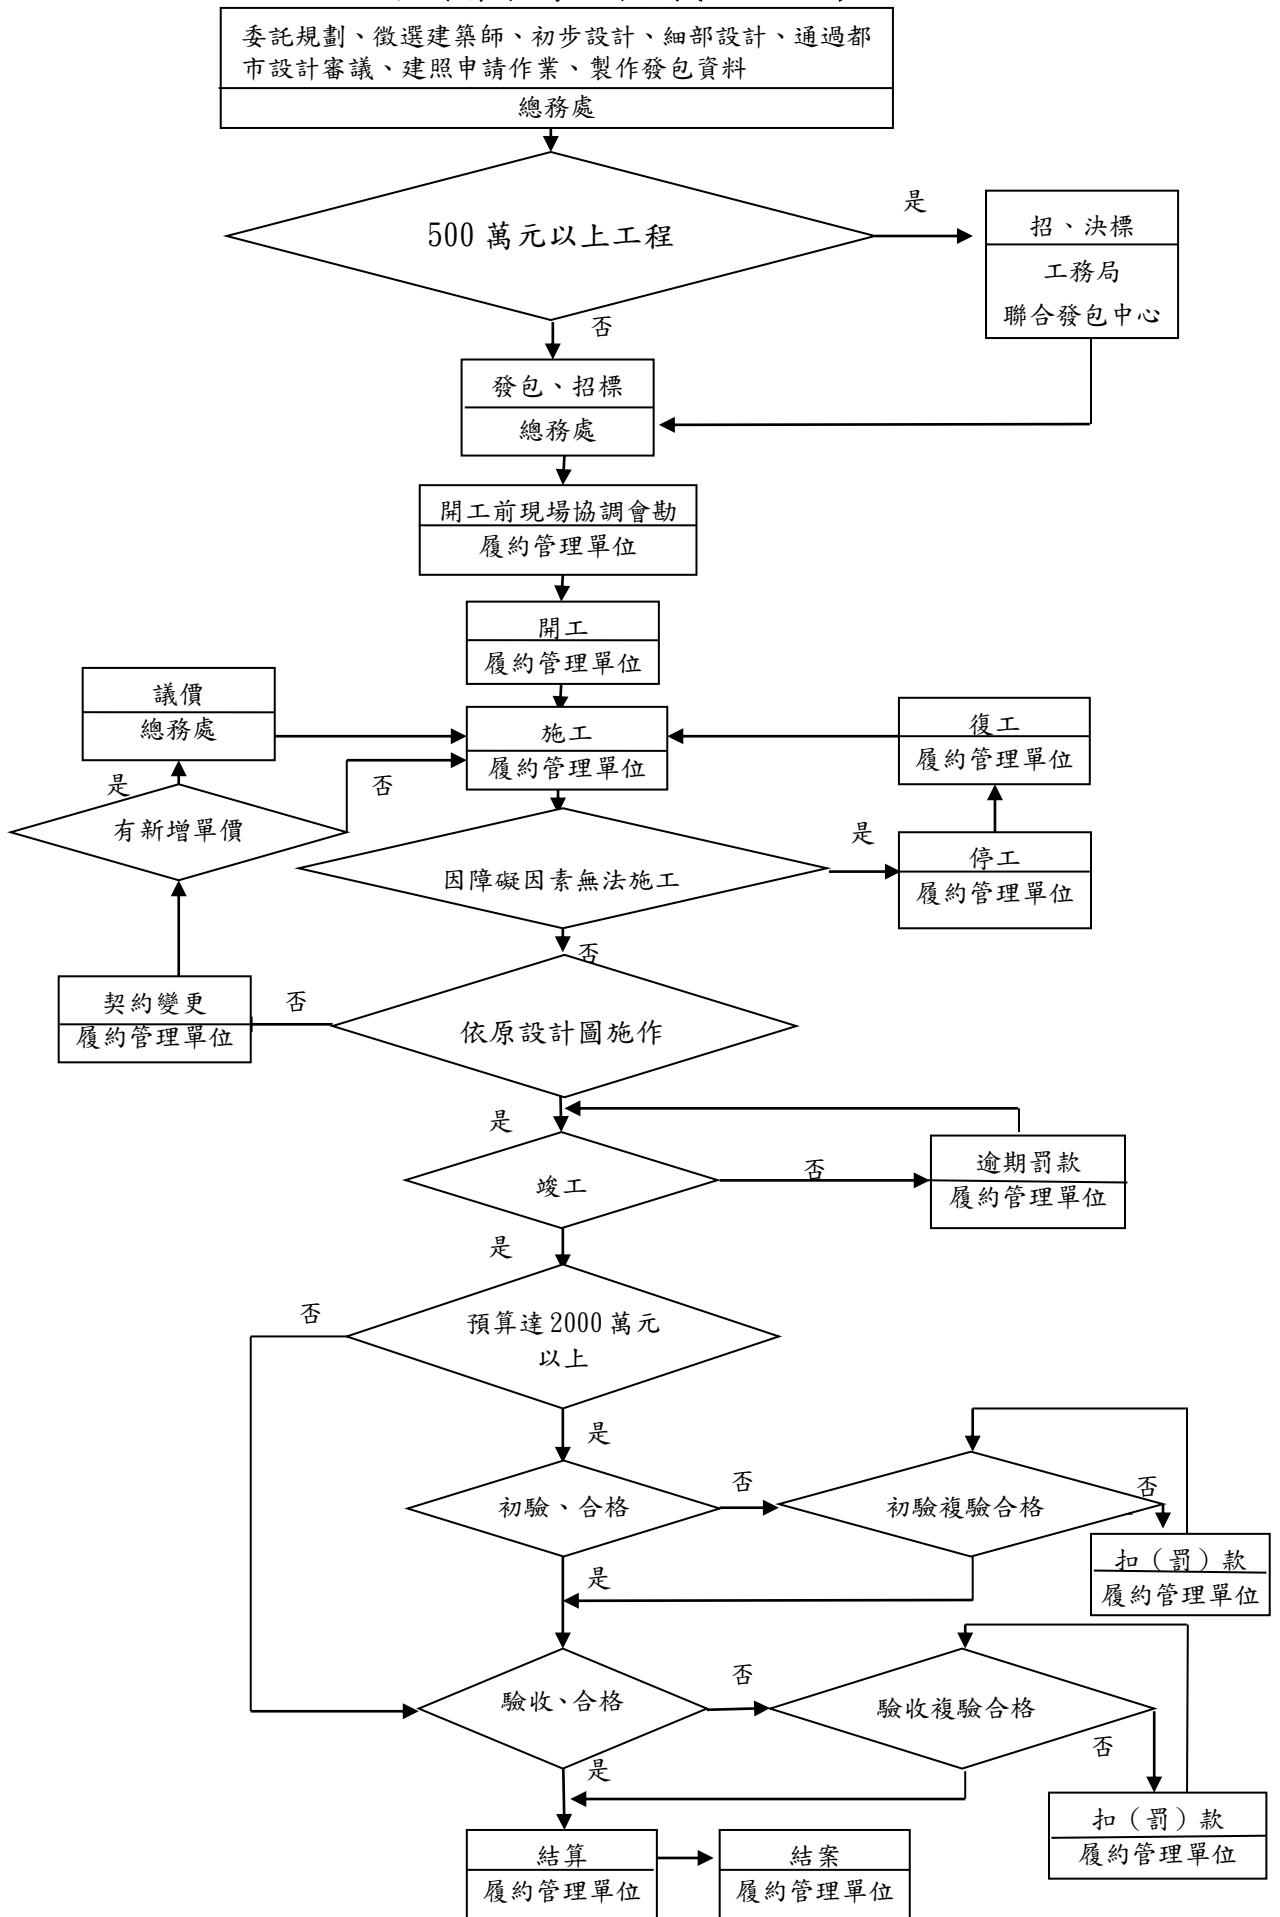 委託規劃、徵選建築師、初步設計、細部設計、通過都
市設計審議、建照申請作業、製作發包資料
總務處
500 萬元以上工程
是
招、決標
工務局
聯合發包中心
否
發包、招標
總務處
開工前現場協調會勘
履約管理單位
開工
履約管理單位
議價
總務處
施工
履約管理單位
復工
履約管理單位
是
否
有新增單價
因障礙因素無法施工
是
停工
履約管理單位
否
契約變更
履約管理單位
否
依原設計圖施作
是
竣工
否
逾期罰款
履約管理單位
是
否
預算達 2000 萬元
以上
是
初驗、合格
否
初驗複驗合格
否
扣（罰）款
履約管理單位
是
驗收、合格
否
驗收複驗合格
否
扣（罰）款
履約管理單位
是
結算
履約管理單位
結案
履約管理單位